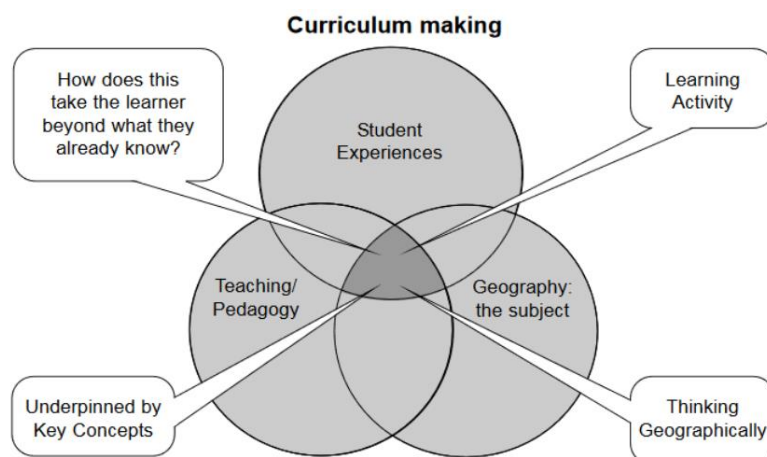 Curriculum making
How does this
take the learner
beyond what they
already know?
Learning
Activity
Student
Experiences
Teaching/
Pedagogy
Geography:
the subject
Underpinned by
Key Concepts
Thinking
Geographically